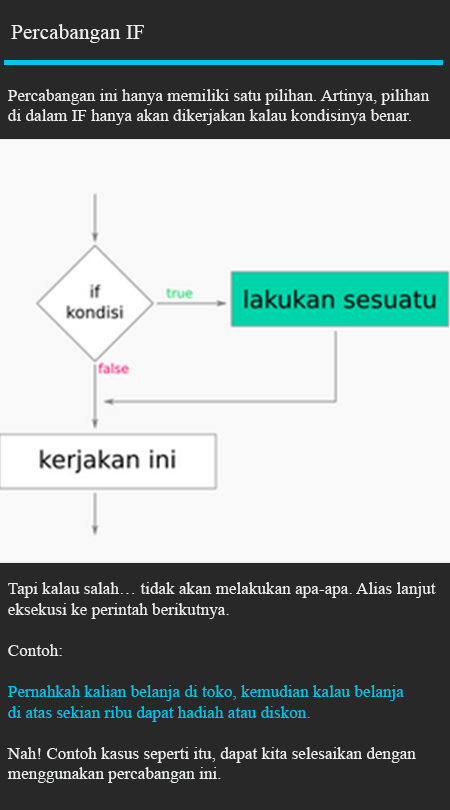 Percabangan IF
Percabangan ini hanya memiliki satu pilihan. Artinya, pilihan
di dalam IF hanya akan dikerjakan kalau kondisinya benar.
if
kondisi
true
lakukan sesuatu
false
kerjakan ini
Tapi kalau salah… tidak akan melakukan apa-apa. Alias lanjut
eksekusi ke perintah berikutnya.
Contoh:
Pernahkah kalian belanja di toko, kemudian kalau belanja
di atas sekian ribu dapat hadiah atau diskon.
Nah! Contoh kasus seperti itu, dapat kita selesaikan dengan
menggunakan percabangan ini.